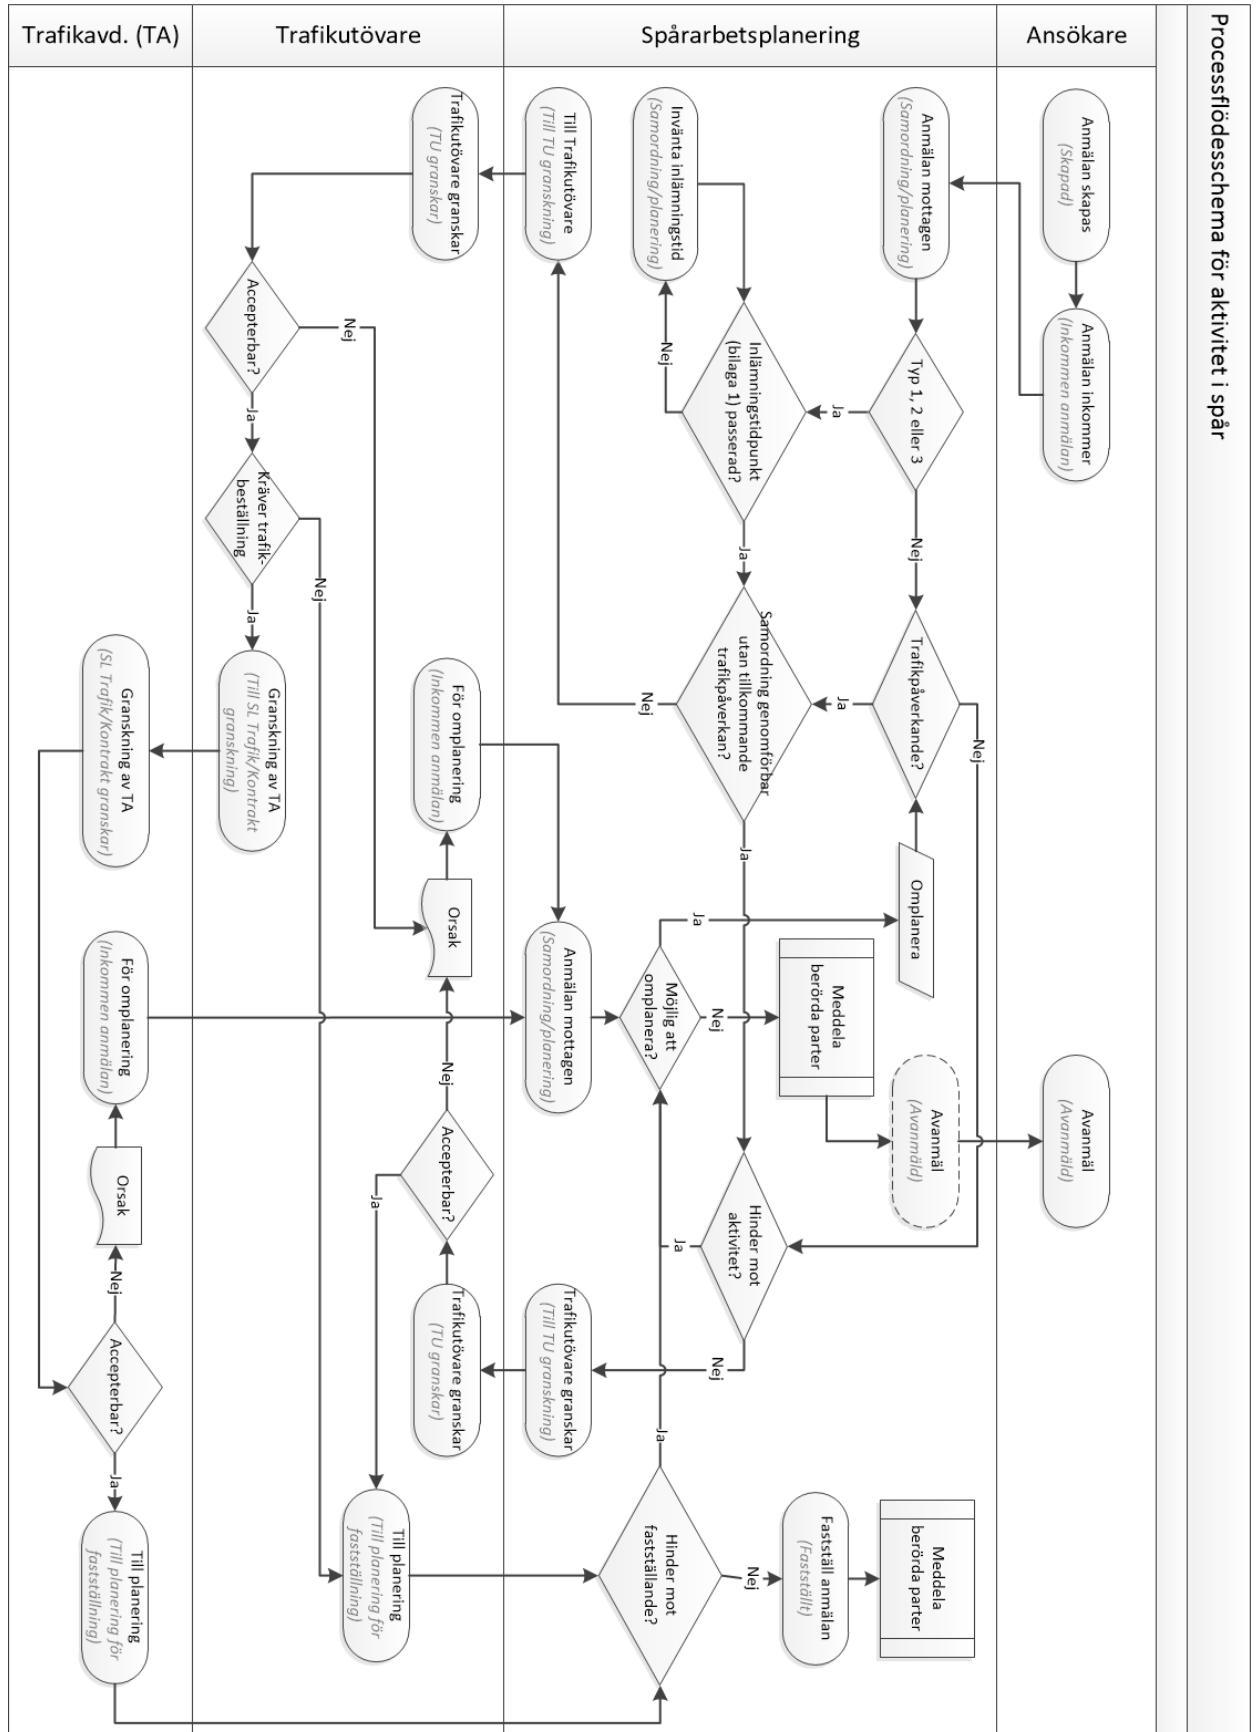 Processflödesschema för aktivitet i spår
Ansökare
Spårarbetsplanering
Trafikutövare
Trafikavd. (TA)
Anmälan skapas
(Skapad)
Anmälan inkommer
(Inkommen anmälan)
Avanmäl
(Avanmäld)
Anmälan mottagen
(Samordning/planering)
Typ 1, 2 eller 3
Nej
Ja
Trafikpåverkande?
Nej
Ja
Omplanera
Avanmäl
(Avanmäld)
Meddela
berörda parter
Meddela
berörda parter
Fastställ anmälan
(Fastställt)
Invänta inlämningstid
(Samordning/planering)
Inlämningstidpunkt
(bilaga 1) passerad?
Nej
Ja
Samordning genomförbar
utan tillkommande
trafikpåverkan?
Nej
Ja
Hinder mot
aktivitet?
Ja
Nej
Möjlig att
omplanera?
Ja
Nej
Hinder mot
fastställande?
Ja
Nej
Till Trafikutövare
(Till TU granskning)
Anmälan mottagen
(Samordning/planering)
Trafikutövare granskar
(Till TU granskning)
Trafikutövare granskar
(TU granskar)
För omplanering
(Inkommen anmälan)
Orsak
Nej
Accepterbar?
Ja
Trafikutövare granskar
(TU granskar)
Till planering
(Till planering för
fastställning)
Accepterbar?
Nej
Ja
Kräver trafik-
beställning
Nej
Ja
Granskning av TA
(Till SL Trafik/Kontrakt
granskning)
Granskning av TA
(SL Trafik/Kontrakt granskar)
För omplanering
(Inkommen anmälan)
Orsak
Nej
Accepterbar?
Ja
Till planering
(Till planering för
fastställning)